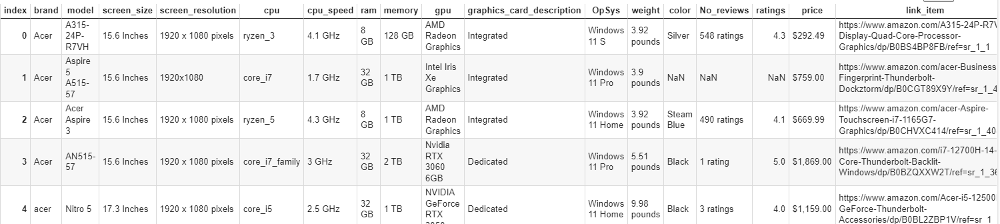 index brand model screen_size screen_resolution cpu cpu_speed ram memory gpu graphics_card_description OpSys weight color No_reviews ratings price link_item
0 Acer A315-24P-R7VH 15.6 Inches 1920 x 1080 pixels ryzen_3 4.1 GHz 8 GB 128 GB AMD Radeon Graphics Integrated Windows 11 S 3.92 pounds Silver 548 ratings 4.3 $292.49 https://www.amazon.com/A315-24P-R7V Display-Quad-Core-Processor-Graphics/dp/B0BS4BP8FB/ref=sr_1_1
1 Acer Aspire 5 A515-57 15.6 Inches 1920x1080 core_i7 1.7 GHz 32 GB 1 TB Intel Iris Xe Graphics Integrated Windows 11 Pro 3.9 pounds NaN NaN NaN $759.00 https://www.amazon.com/acer-Business Fingerprint-Thunderbolt-Dockztorm/dp/B0CGT89X9Y/ref=sr_1_4
2 Acer Acer Aspire 3 15.6 Inches 1920 x 1080 pixels ryzen_5 4.3 GHz 8 GB 1 TB AMD Radeon Graphics Integrated Windows 11 Home 3.92 pounds Steam Blue 490 ratings 4.1 $669.99 https://www.amazon.com/acer-Aspire-Touchscreen-i7-1165G7-Graphics/dp/B0CHVXC414/ref=sr_1_40
3 Acer AN515-57 15.6 Inches 1920 x 1080 pixels core_i7_family 3 GHz 32 GB 2 TB Nvidia RTX 3060 6GB Dedicated Windows 11 Pro 5.51 pounds Black 1 rating 5.0 $1,869.00 https://www.amazon.com/i7-12700H-14-Core-Thunderbolt-Backlit-Windows/dp/B0BZQXXW2T/ref=sr_1_36
4 acer Nitro 5 17.3 Inches 1920 x 1080 pixels core_i5 2.5 GHz 32 GB 1 TB NVIDIA GeForce RTX Dedicated Windows 11 Home 9.98 pounds Black 3 ratings 4.0 $1,159.00 https://www.amazon.com/Acer-i5-12500 GeForce-Thunderbolt-Accessories/dp/B0BL2ZBP1V/ref=sr_1